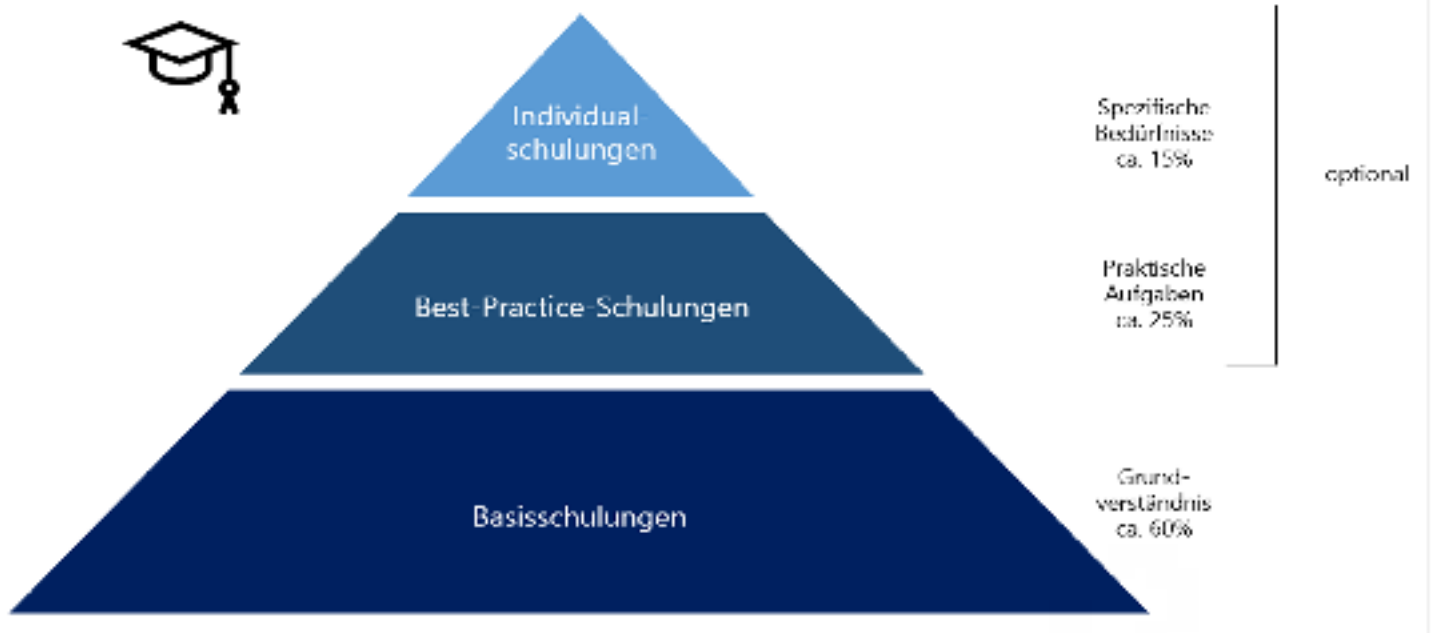 Individual-
schulungen
Spezifische
Bedürfnisse
ca. 15%
optional
Best-Practice-Schulungen
Praktische
Aufgaben
ca. 25%
Basisschulungen
Grund-
verständnis
ca. 60%